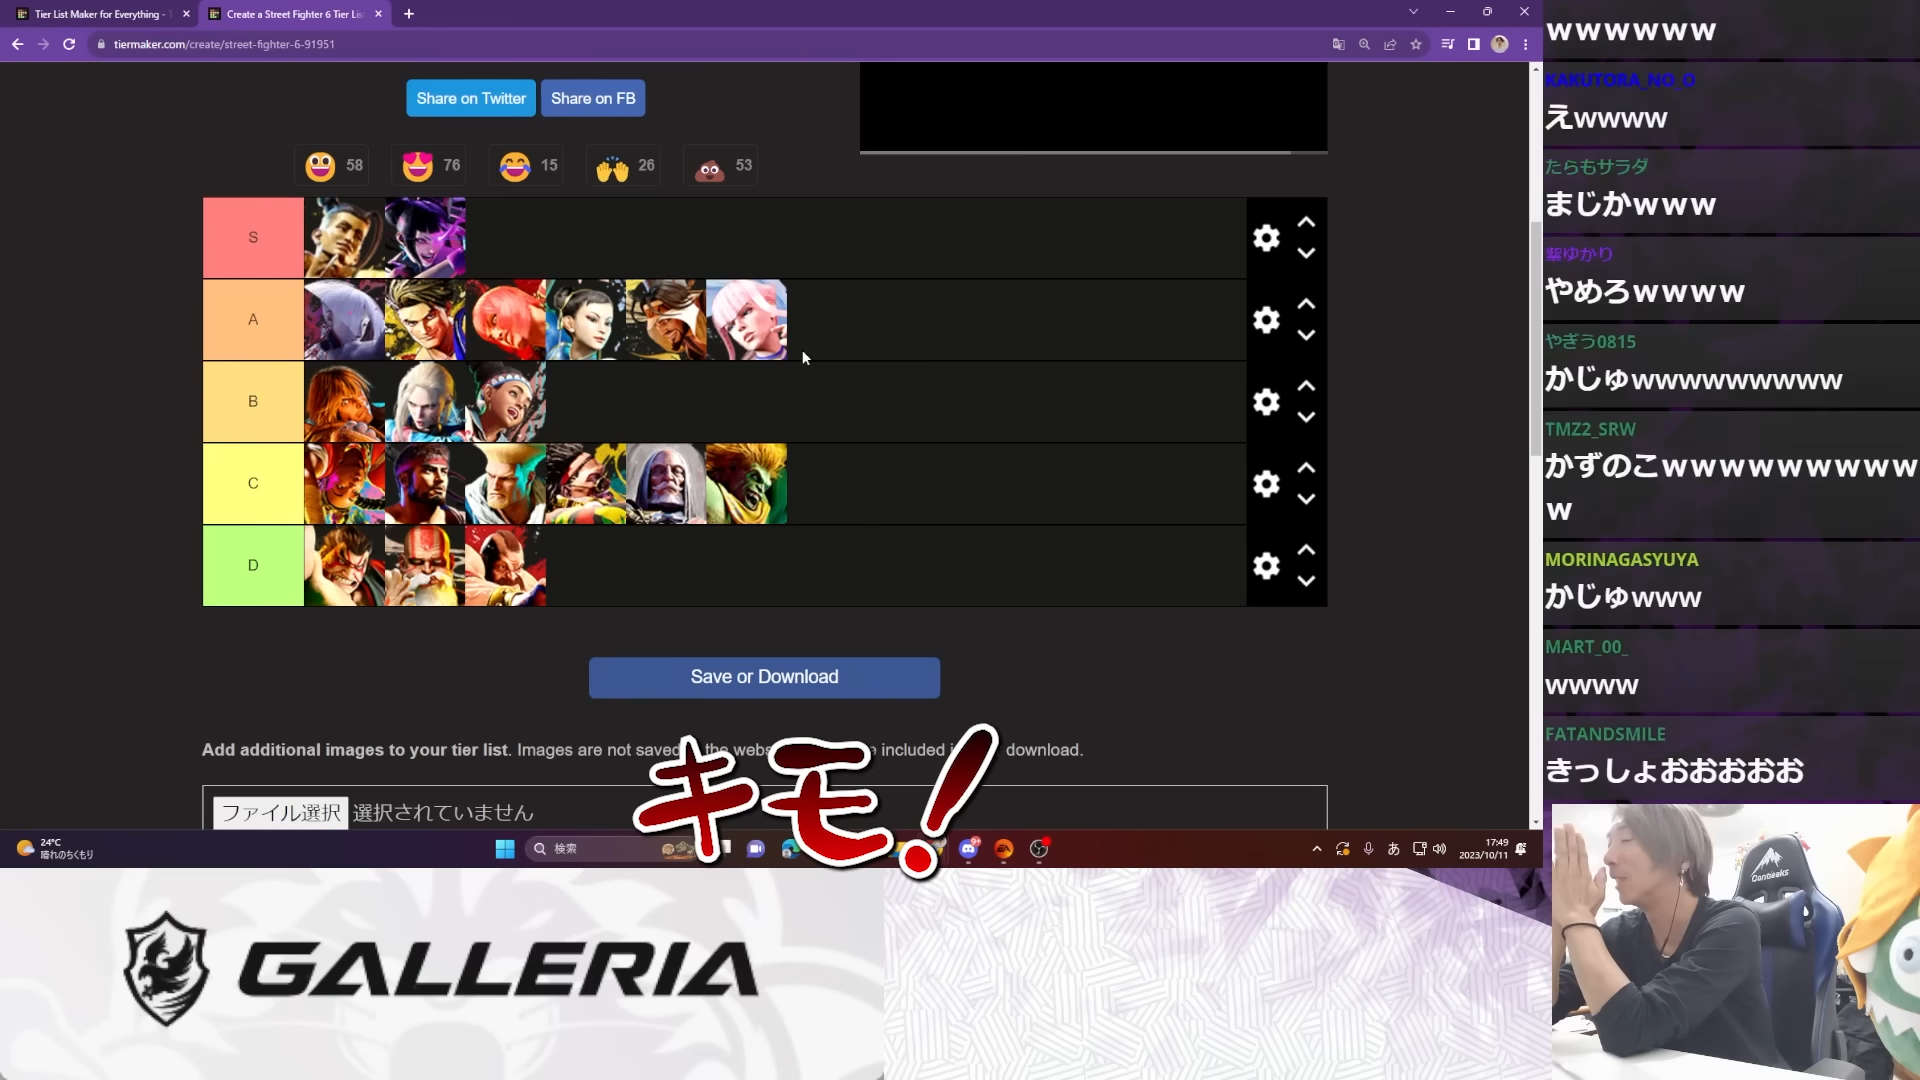 Tier List Maker for Everything -
Create a Street Fighter 6 Tier Lis
tiermaker.com/create/street-fighter-6-91951
Share on Twitter
Share on FB
58
76
15
26
53
S
A
B
C
D
Save or Download
Add additional images to your tier list. Images are not saved
the webs
e included i
download.
ファイル選択 選択されていません
キモ!
24°C
晴れのちくもり
検索
あ
17:49
2023/10/11
GALLERIA
wwwwww
KAKUTORA_NO_O
えwwww
たらもサラダ
まじかwww
紫ゆかり
やめろwwww
やぎう0815
かじゅwwwwwwwww
TMZ2_SRW
かずのこwwwwwwwww
w
MORINAGASYUYA
かじゅwww
MART_00_
wwww
FATANDSMILE
きっしょおおおおお
Contieaks